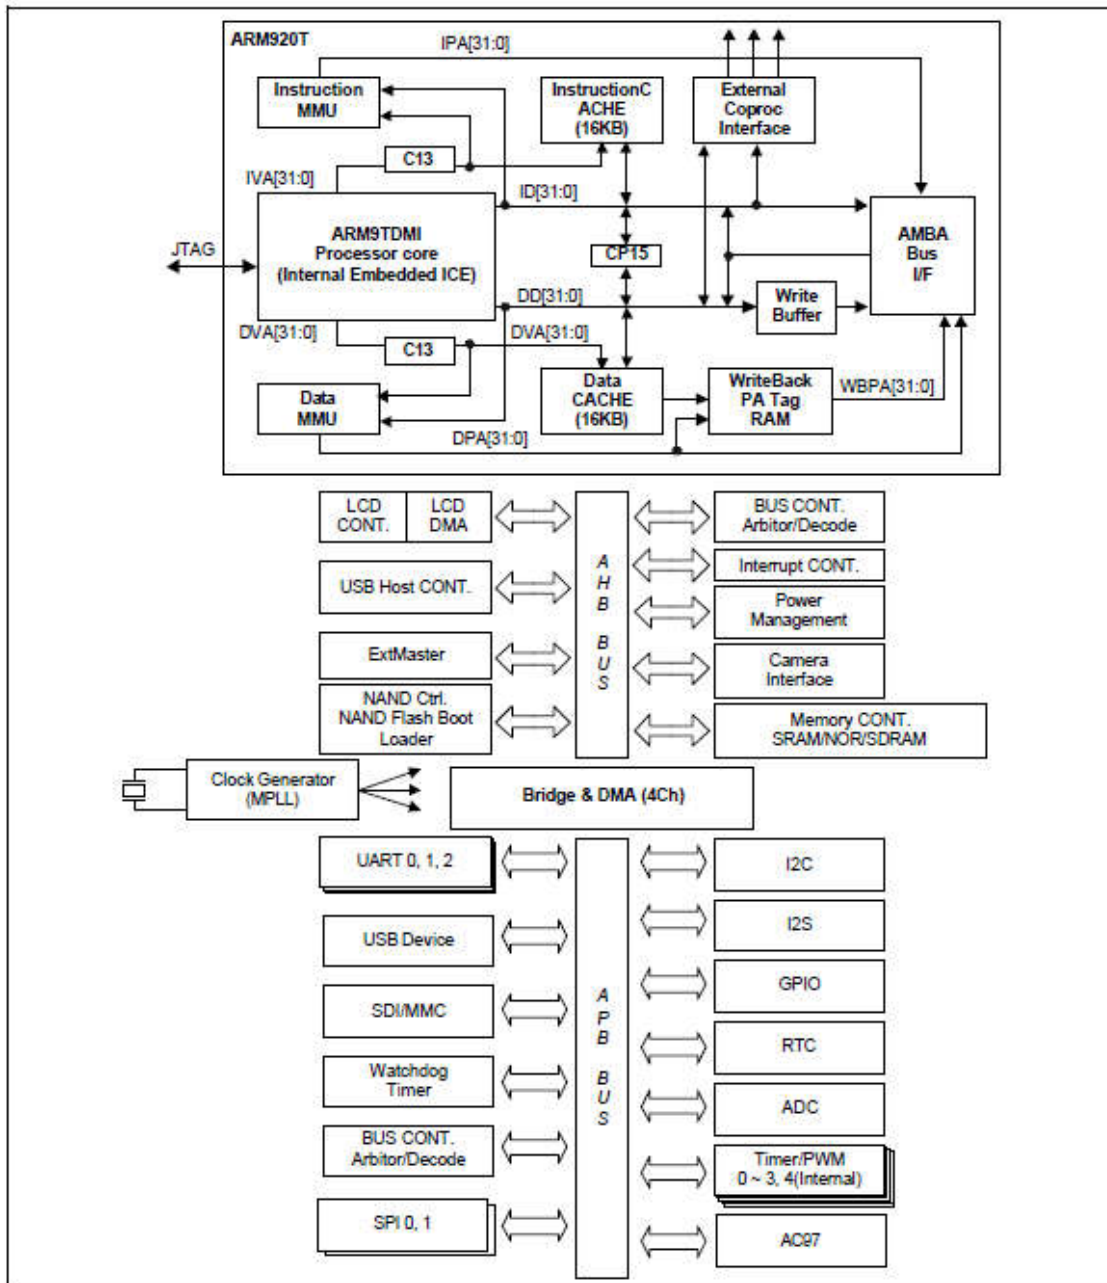 ARM920T
IPA[31:0]
Instruction
MMU
InstructionC
ACHE
(16KB)
External
Coproc
Interface
C13
IVA[31:0]
ID[31:0]
JTAG
ARM9TDMI
Processor core
(Internal Embedded ICE)
CP15
AMBA
Bus
I/F
DD[31:0]
Write
Buffer
DVA[31:0]
C13
DVA[31:0]
Data
MMU
Data
CACHE
(16KB)
WriteBack
PA Tag
RAM
WBPA[31:0]
DPA[31:0]
LCD
CONT.
LCD
DMA
BUS CONT.
Arbitor/Decode
USB Host CONT.
Interrupt CONT.
Power
Management
ExtMaster
Camera
Interface
NAND Ctrl.
NAND Flash Boot
Loader
Memory CONT.
SRAM/NOR/SDRAM
AHB BUS
Clock Generator
(MPLL)
Bridge & DMA (4Ch)
UART 0, 1, 2
I2C
USB Device
I2S
SDI/MMC
GPIO
Watchdog
Timer
RTC
BUS CONT.
Arbitor/Decode
ADC
SPI 0, 1
Timer/PWM
0 ~ 3, 4(Internal)
AC97
APB BUS